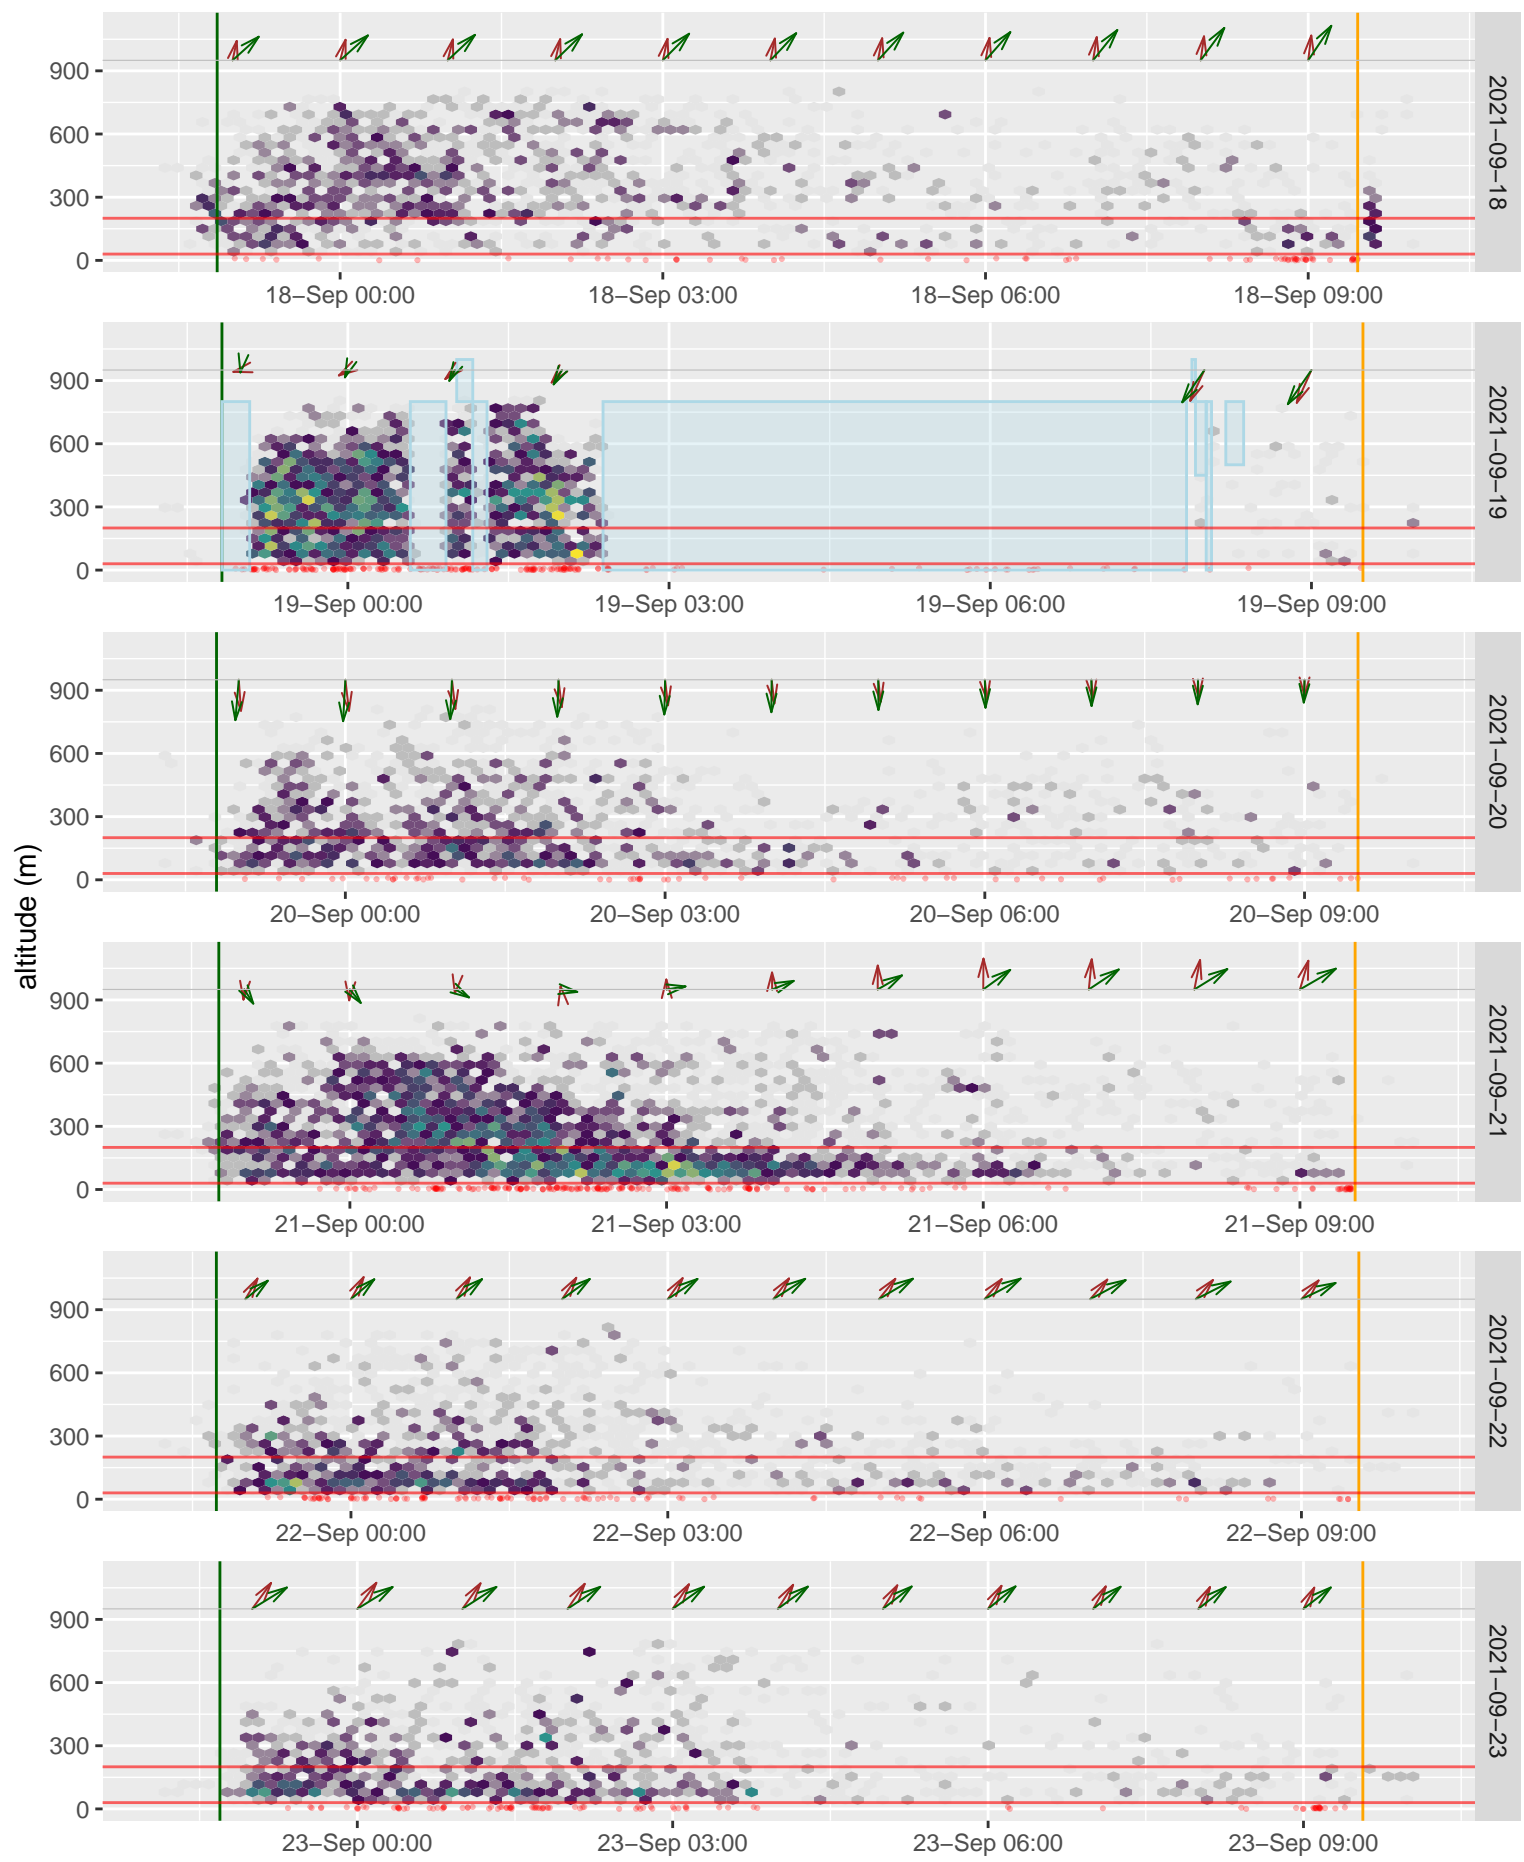 altitude (m)
900
600
300
0
2021−09−18
18−Sep 00:00
18−Sep 03:00
18−Sep 06:00
18−Sep 09:00
900
600
300
0
2021−09−19
19−Sep 00:00
19−Sep 03:00
19−Sep 06:00
19−Sep 09:00
900
600
300
0
2021−09−20
20−Sep 00:00
20−Sep 03:00
20−Sep 06:00
20−Sep 09:00
900
600
300
0
2021−09−21
21−Sep 00:00
21−Sep 03:00
21−Sep 06:00
21−Sep 09:00
900
600
300
0
2021−09−22
22−Sep 00:00
22−Sep 03:00
22−Sep 06:00
22−Sep 09:00
900
600
300
0
2021−09−23
23−Sep 00:00
23−Sep 03:00
23−Sep 06:00
23−Sep 09:00